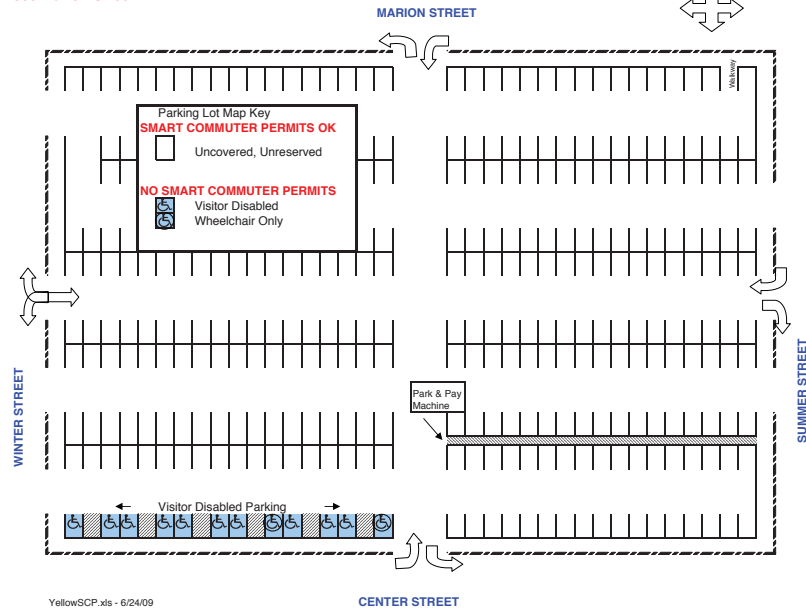 MARION STREET
Walkway
Parking Lot Map Key
SMART COMMUTER PERMITS OK
Uncovered, Unreserved
NO SMART COMMUTER PERMITS
Visitor Disabled
Wheelchair Only
WINTER STREET
SUMMER STREET
Park & Pay
Machine
Visitor Disabled Parking
YellowSCP.xls - 6/24/09
CENTER STREET